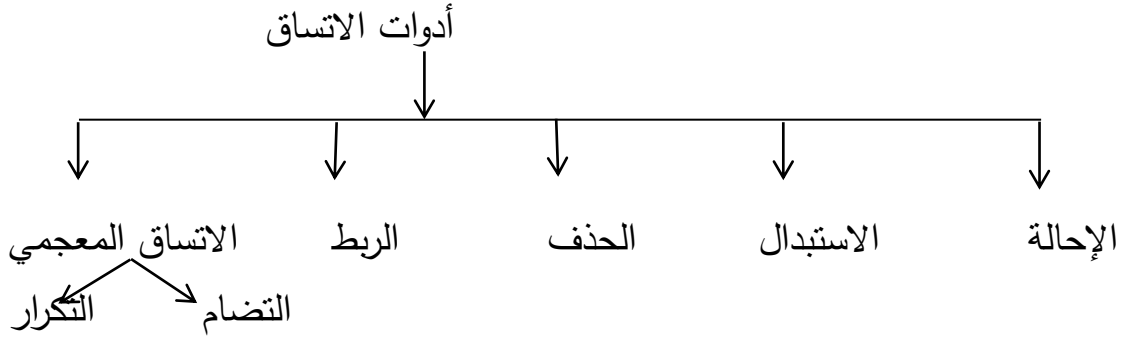 أدوات الاتساق
الإحالة الاستبدال الحذف الربط الاتساق المعجمي
التضام التكرار